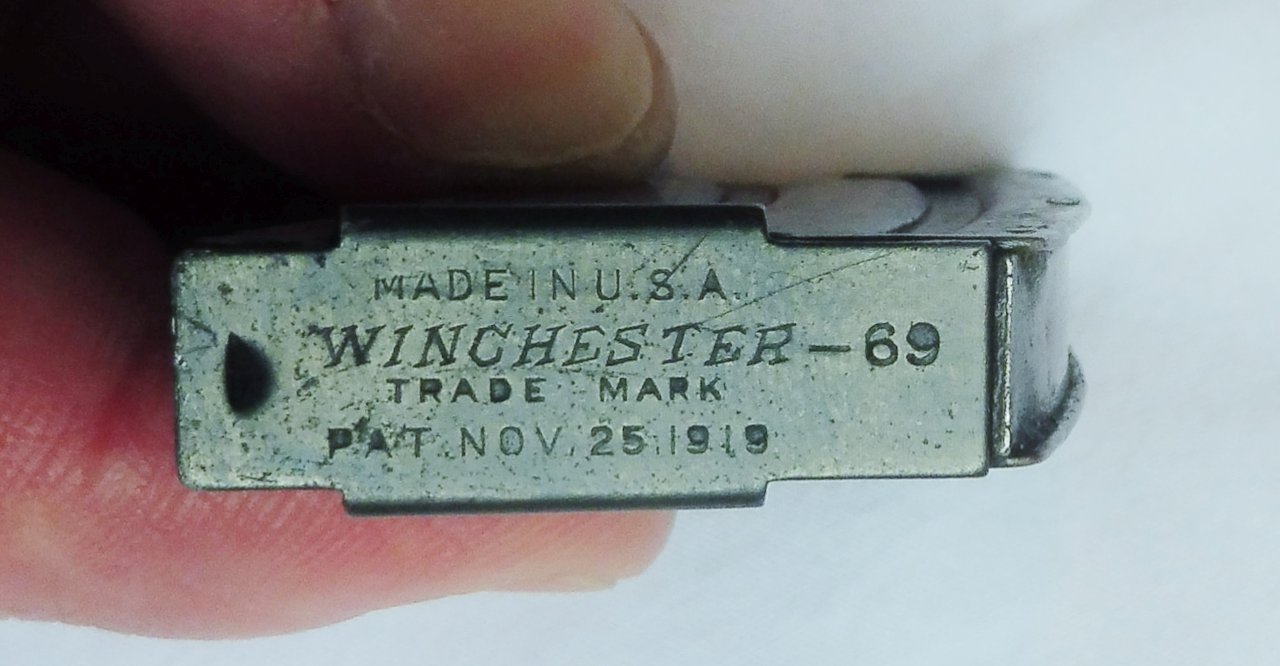 MADE IN U.S.A.
WINCHESTER-69
TRADE MARK
PAT. NOV. 25.1919